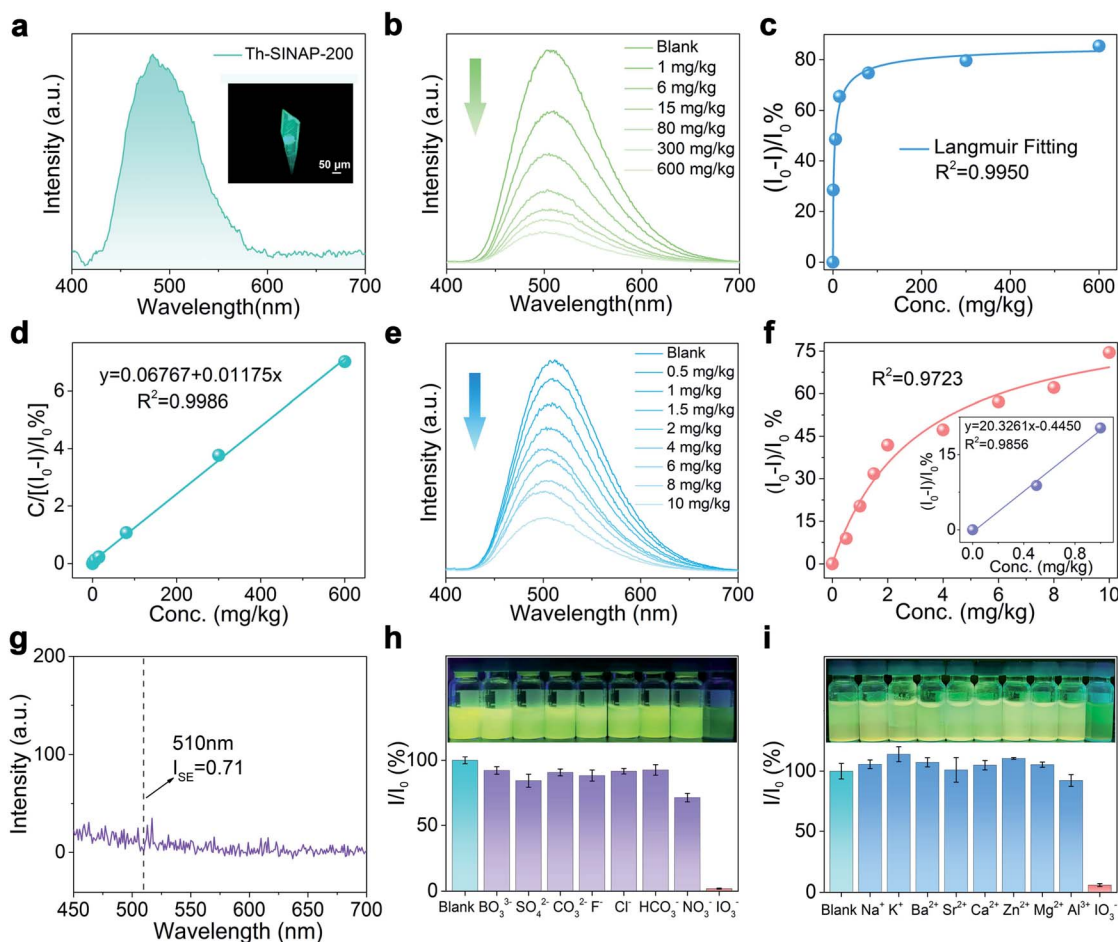 a
Th-SINAP-200
50 μm
Intensity (a.u.)
400 500 600 700
Wavelength(nm)
b
Blank
1 mg/kg
6 mg/kg
15 mg/kg
80 mg/kg
300 mg/kg
600 mg/kg
Intensity (a.u.)
400 500 600 700
Wavelength(nm)
c
(I₀-I)/I₀%
80
60
40
20
0
Langmuir Fitting
R²=0.9950
0 200 400 600
Conc. (mg/kg)
d
C/[(I₀-I)/I₀%]
6
4
2
0
y=0.06767+0.01175x
R²=0.9986
0 100 200 300 400 500 600
Conc. (mg/kg)
e
Blank
0.5 mg/kg
1 mg/kg
1.5 mg/kg
2 mg/kg
4 mg/kg
6 mg/kg
8 mg/kg
10 mg/kg
Intensity (a.u.)
400 500 600 700
Wavelength (nm)
f
(I₀-I)/I₀%
75
60
45
30
15
0
R²=0.9723
y=20.3261x-0.4450
R²=0.9856
(I₀-I)/I₀%
15
0
0.0 0.4 0.8
Conc. (mg/kg)
0 2 4 6 8 10
Conc. (mg/kg)
g
Intensity (a.u.)
200
100
0
510nm
I_SE=0.71
450 500 550 600 650 700
Wavelength (nm)
h
I/I₀ (%)
100
50
0
Blank BO₃³⁻ SO₄²⁻ CO₃²⁻ F⁻ Cl⁻ HCO₃⁻ NO₃⁻ IO₃⁻
i
I/I₀ (%)
100
50
0
Blank Na⁺ K⁺ Ba²⁺ Sr²⁺ Ca²⁺ Zn²⁺ Mg²⁺ Al³⁺ IO₃⁻